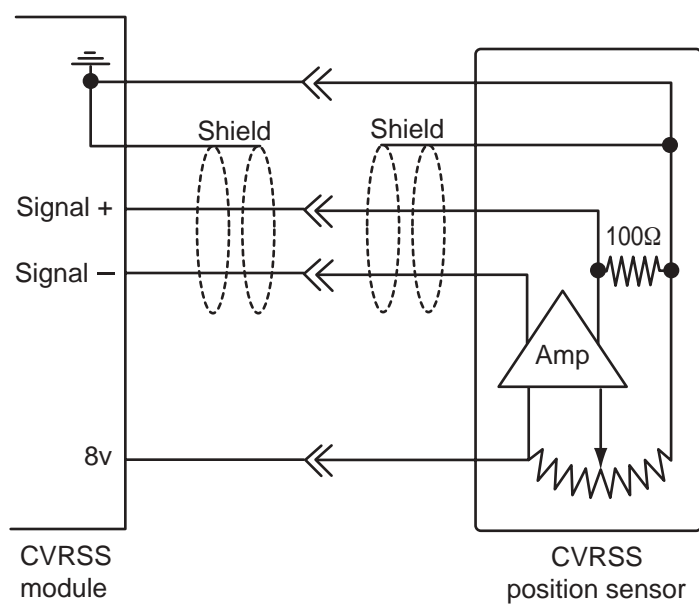 Shield
Shield
Signal +
100Ω
Signal –
Amp
8v
CVRSS
module
CVRSS
position sensor